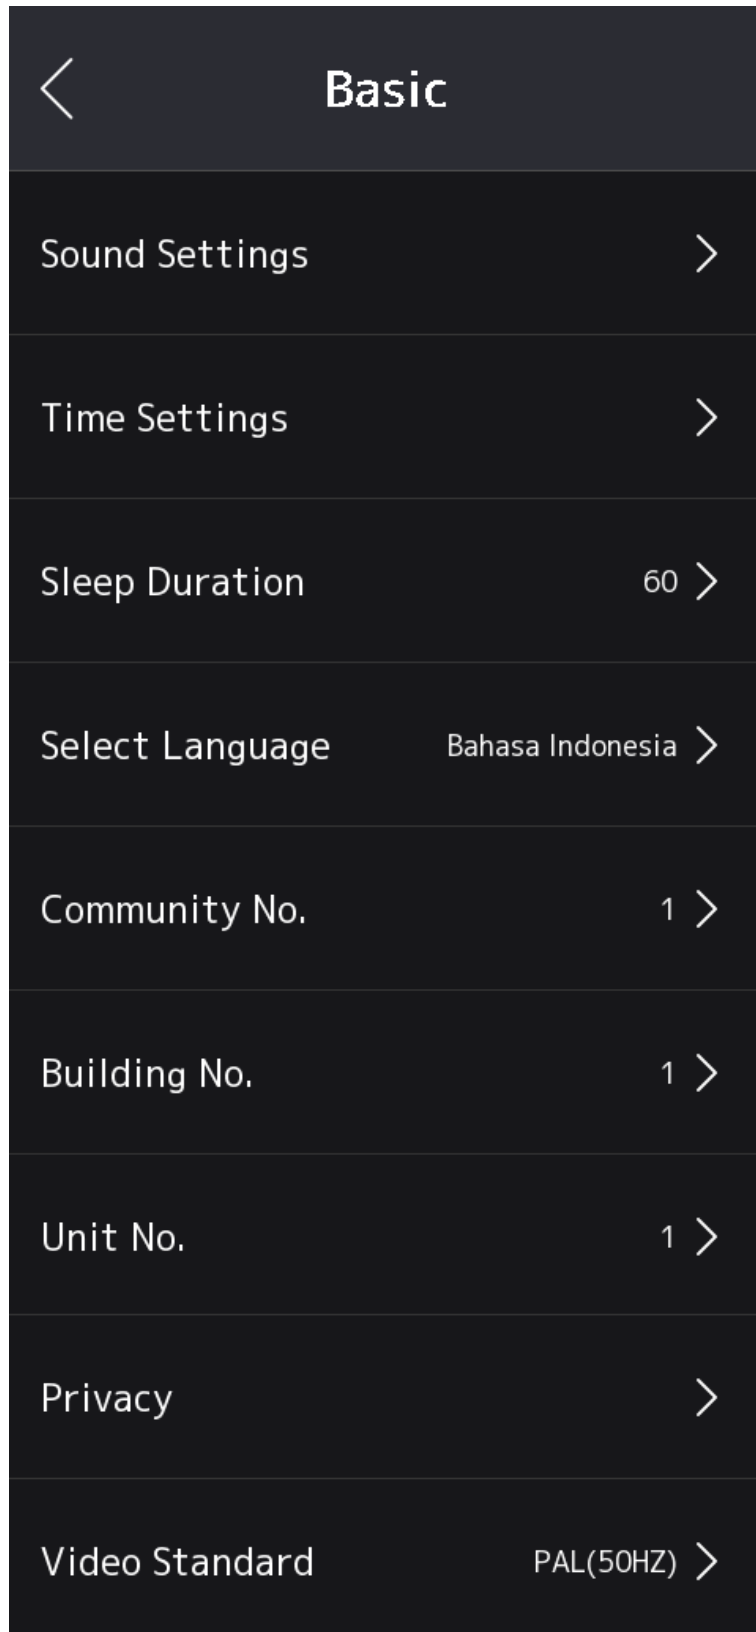 Basic
Sound Settings
Time Settings
Sleep Duration 60
Select Language Bahasa Indonesia
Community No. 1
Building No. 1
Unit No. 1
Privacy
Video Standard PAL(50HZ)